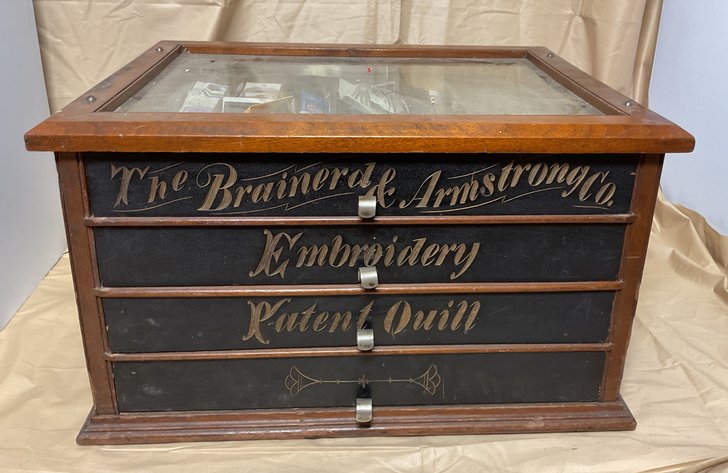 The Brainerd & Armstrong Co.
Embroidery
Patent Quill